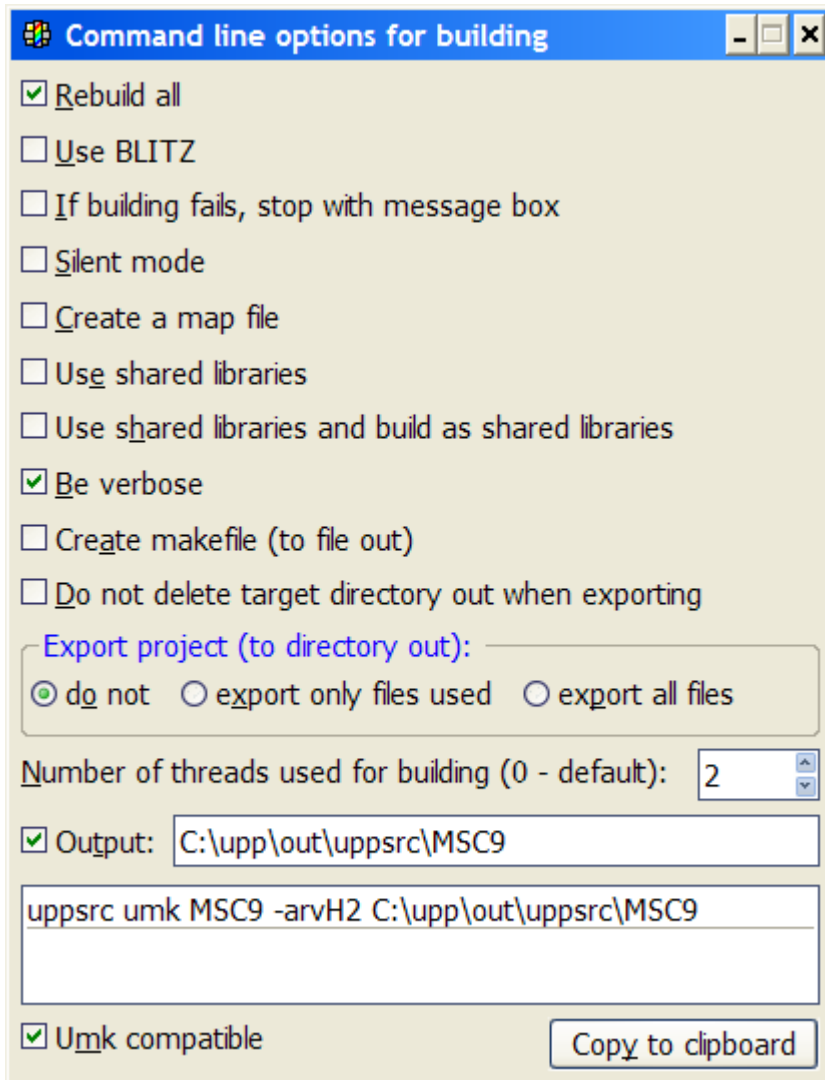 Command line options for building
Rebuild all
Use BLITZ
If building fails, stop with message box
Silent mode
Create a map file
Use shared libraries
Use shared libraries and build as shared libraries
Be verbose
Create makefile (to file out)
Do not delete target directory out when exporting
Export project (to directory out):
do not export only files used export all files
Number of threads used for building (0 - default): 2
Output: C:\upp\out\uppsrc\MSC9
uppsrc umk MSC9 -arvH2 C:\upp\out\uppsrc\MSC9
Umk compatible Copy to clipboard